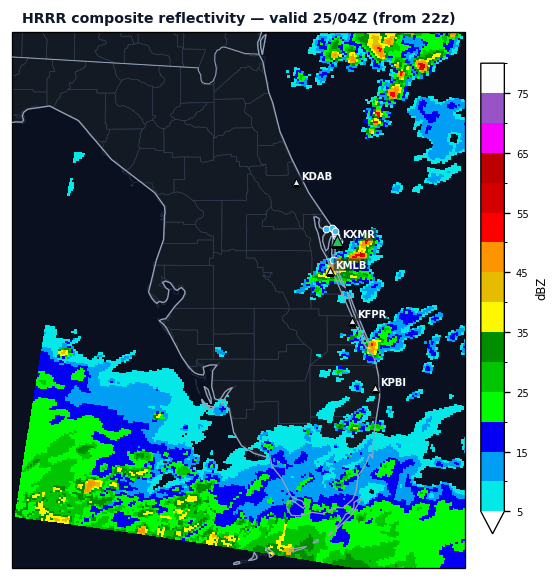 HRRR composite reflectivity — valid 25/04Z (from 22z)
KDAB
KXMR
KMLB
KFPR
KPBI
75
65
55
45
35
25
15
5
dBZ